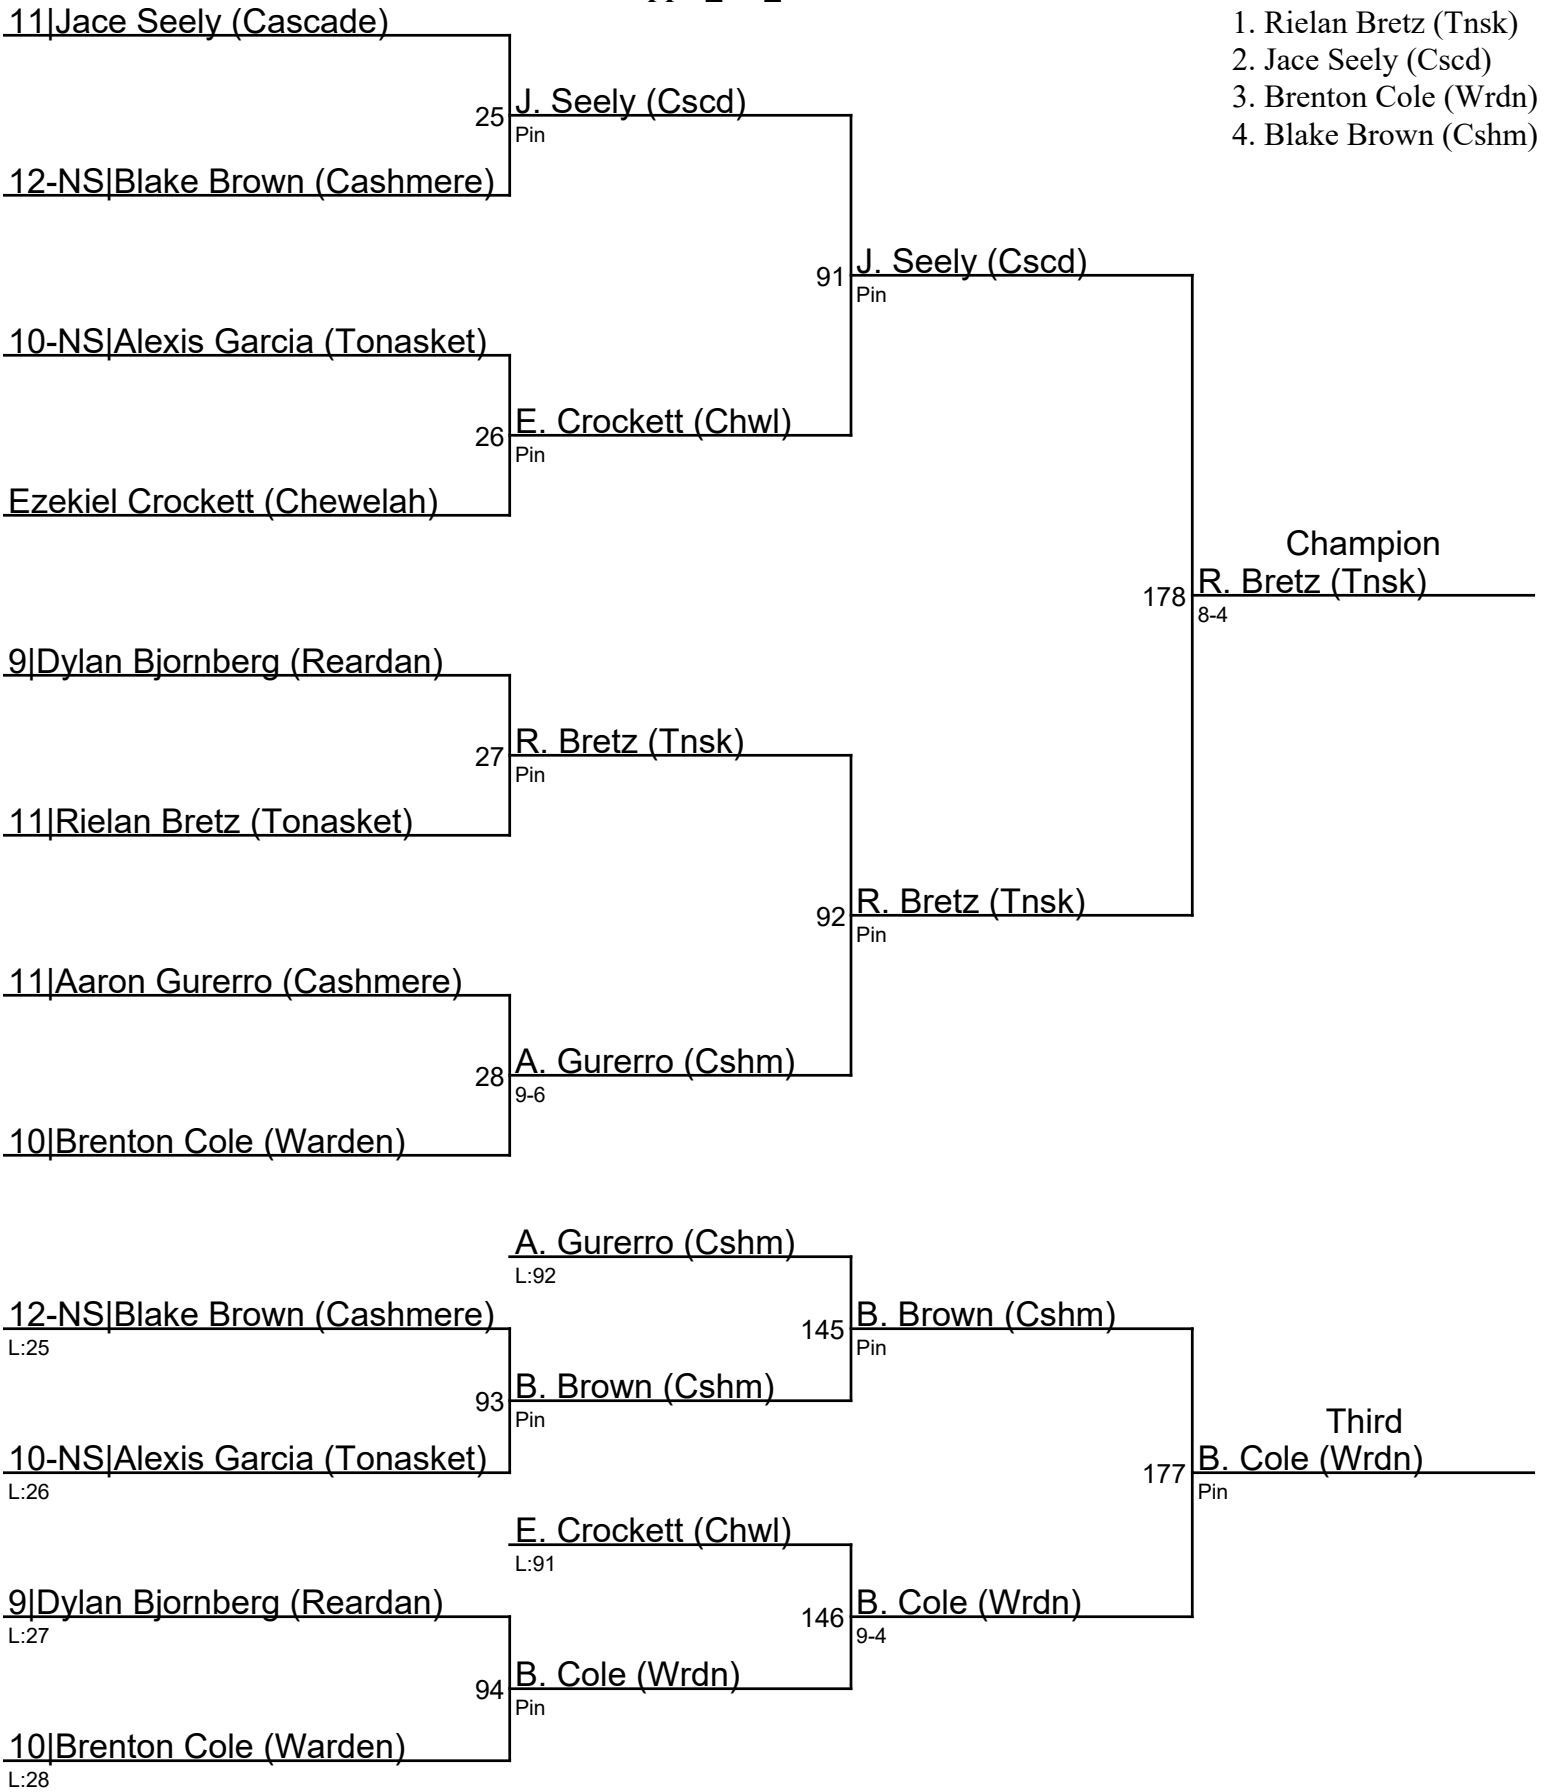 11|Jace Seely (Cascade)
1. Rielan Bretz (Tnsk)
2. Jace Seely (Cscd)
3. Brenton Cole (Wrdn)
4. Blake Brown (Cshm)
25 J. Seely (Cscd)
Pin
12-NS|Blake Brown (Cashmere)
91 J. Seely (Cscd)
Pin
10-NS|Alexis Garcia (Tonasket)
26 E. Crockett (Chwl)
Pin
Ezekiel Crockett (Chewelah)
Champion
178 R. Bretz (Tnsk)
8-4
9|Dylan Bjornberg (Reardan)
27 R. Bretz (Tnsk)
Pin
11|Rielan Bretz (Tonasket)
92 R. Bretz (Tnsk)
Pin
11|Aaron Gurerro (Cashmere)
28 A. Gurerro (Cshm)
9-6
10|Brenton Cole (Warden)
A. Gurerro (Cshm)
L:92
12-NS|Blake Brown (Cashmere)
L:25
145 B. Brown (Cshm)
Pin
93 B. Brown (Cshm)
Pin
10-NS|Alexis Garcia (Tonasket)
L:26
Third
177 B. Cole (Wrdn)
Pin
E. Crockett (Chwl)
L:91
9|Dylan Bjornberg (Reardan)
L:27
146 B. Cole (Wrdn)
9-4
94 B. Cole (Wrdn)
Pin
10|Brenton Cole (Warden)
L:28